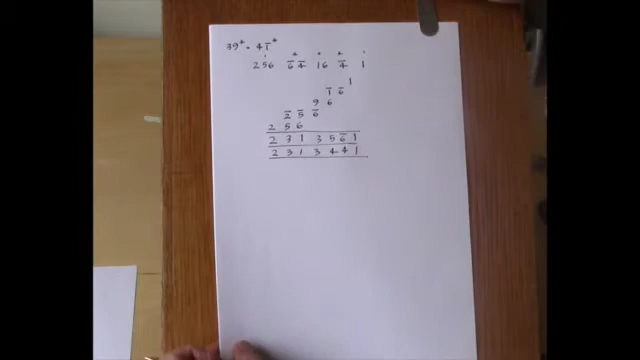 39⁴ = 41̄⁴
256 6̄4̄ 16 4̄ 1
1
1̄ 6̄
9 6
2̄ 5̄ 6̄
2 5 6
2 3 1 3 5 6̄ 1
2 3 1 3 4 4 1